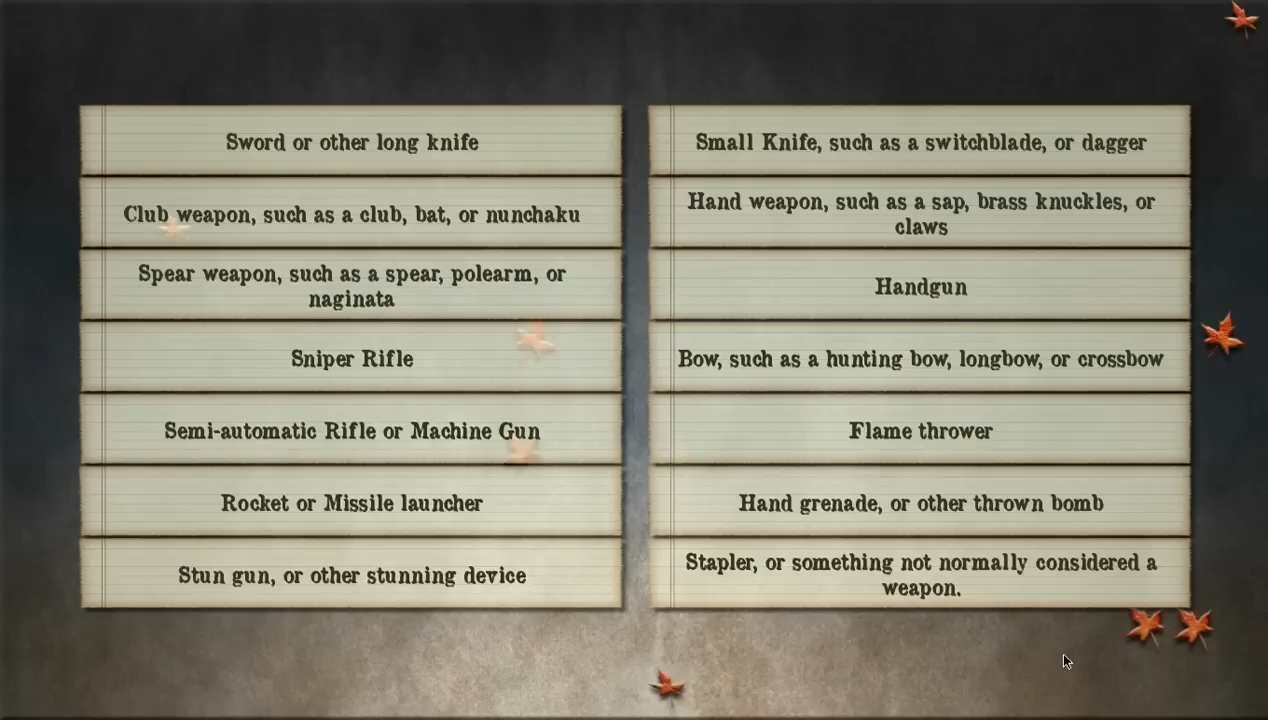 Sword or other long knife
Small Knife, such as a switchblade, or dagger
Club weapon, such as a club, bat, or nunchaku
Hand weapon, such as a sap, brass knuckles, or
claws
Spear weapon, such as a spear, polearm, or
naginata
Handgun
Sniper Rifle
Bow, such as a hunting bow, longbow, or crossbow
Semi-automatic Rifle or Machine Gun
Flame thrower
Rocket or Missile launcher
Hand grenade, or other thrown bomb
Stun gun, or other stunning device
Stapler, or something not normally considered a
weapon.